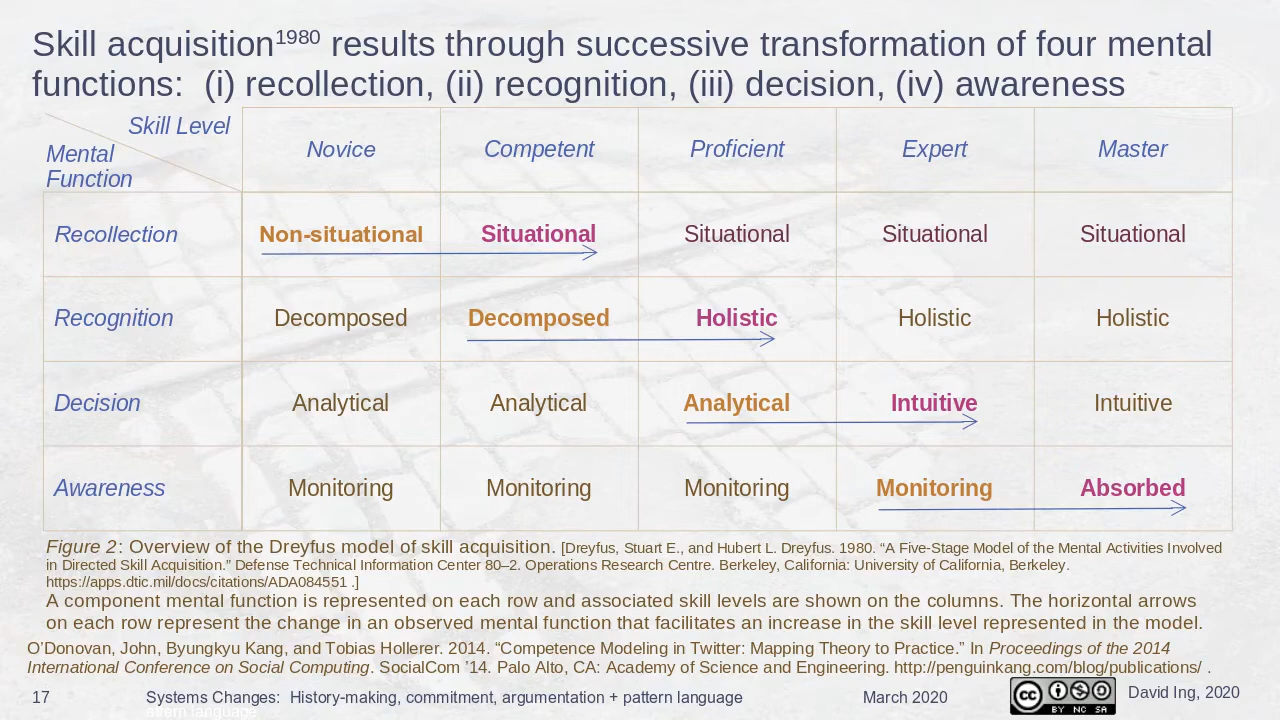 Skill acquisition1980 results through successive transformation of four mental
functions:  (i) recollection, (ii) recognition, (iii) decision, (iv) awareness
Skill Level
Mental
Function
Novice Competent Proficient Expert Master
Recollection Non-situational Situational Situational Situational Situational
Recognition Decomposed Decomposed Holistic Holistic Holistic
Decision Analytical Analytical Analytical Intuitive Intuitive
Awareness Monitoring Monitoring Monitoring Monitoring Absorbed
Figure 2: Overview of the Dreyfus model of skill acquisition. [Dreyfus, Stuart E., and Hubert L. Dreyfus. 1980. “A Five-Stage Model of the Mental Activities Involved
in Directed Skill Acquisition.” Defense Technical Information Center 80–2. Operations Research Centre. Berkeley, California: University of California, Berkeley.
https://apps.dtic.mil/docs/citations/ADA084551 .]
A component mental function is represented on each row and associated skill levels are shown on the columns. The horizontal arrows
on each row represent the change in an observed mental function that facilitates an increase in the skill level represented in the model.
O’Donovan, John, Byungkyu Kang, and Tobias Hollerer. 2014. “Competence Modeling in Twitter: Mapping Theory to Practice.” In Proceedings of the 2014
International Conference on Social Computing. SocialCom ’14. Palo Alto, CA: Academy of Science and Engineering. http://penguinkang.com/blog/publications/ .
17 Systems Changes:  History-making, commitment, argumentation + pattern language March 2020 cc BY NC SA David Ing, 2020
attern language